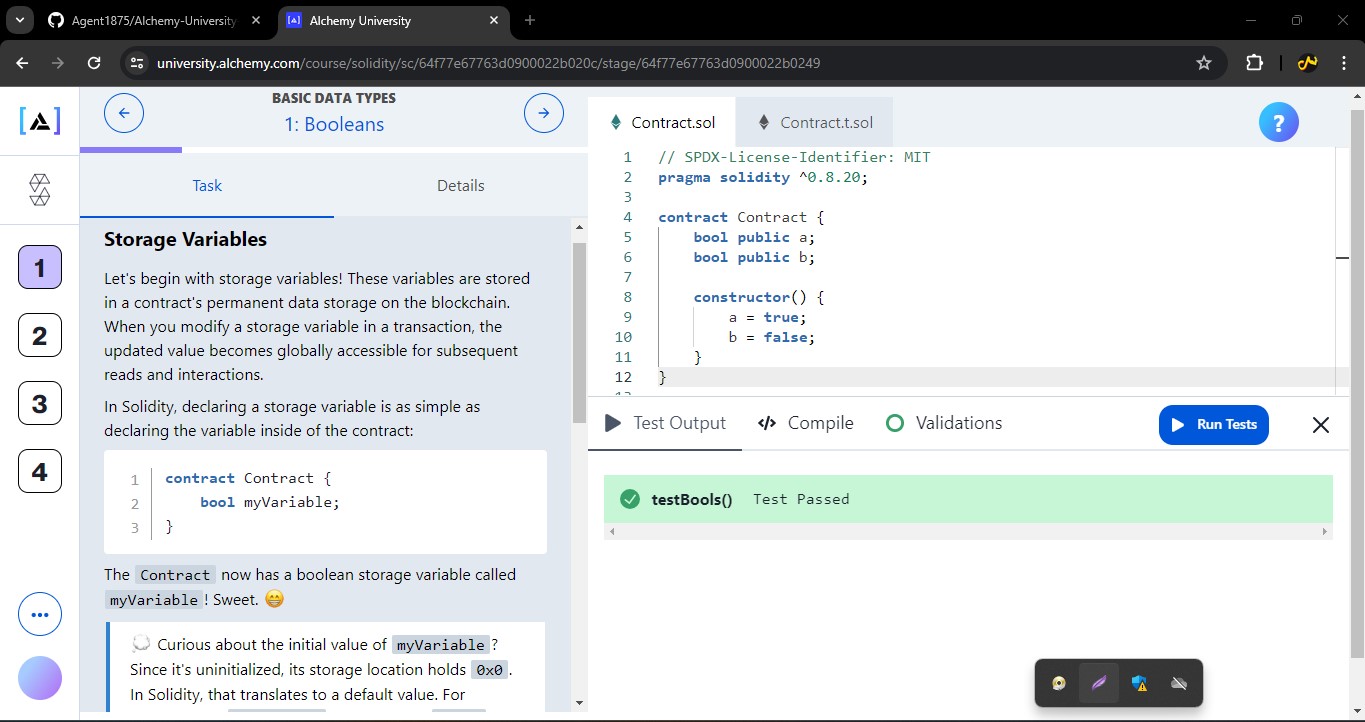 Agent1875/Alchemy-University
Alchemy University
university.alchemy.com/course/solidity/sc/64f77e67763d0900022b020c/stage/64f77e67763d0900022b0249
BASIC DATA TYPES
1: Booleans
Task
Details
1
2
3
4
Storage Variables
Let's begin with storage variables! These variables are stored
in a contract's permanent data storage on the blockchain.
When you modify a storage variable in a transaction, the
updated value becomes globally accessible for subsequent
reads and interactions.
In Solidity, declaring a storage variable is as simple as
declaring the variable inside of the contract:
1 contract Contract {
2 bool myVariable;
3 }
The Contract now has a boolean storage variable called
myVariable ! Sweet. 😁
💭 Curious about the initial value of myVariable ?
Since it's uninitialized, its storage location holds 0x0 .
In Solidity, that translates to a default value. For
Contract.sol
Contract.t.sol
?
1 // SPDX-License-Identifier: MIT
2 pragma solidity ^0.8.20;
3
4 contract Contract {
5 bool public a;
6 bool public b;
7
8 constructor() {
9 a = true;
10 b = false;
11 }
12 }
Test Output
Compile
Validations
Run Tests
testBools() Test Passed